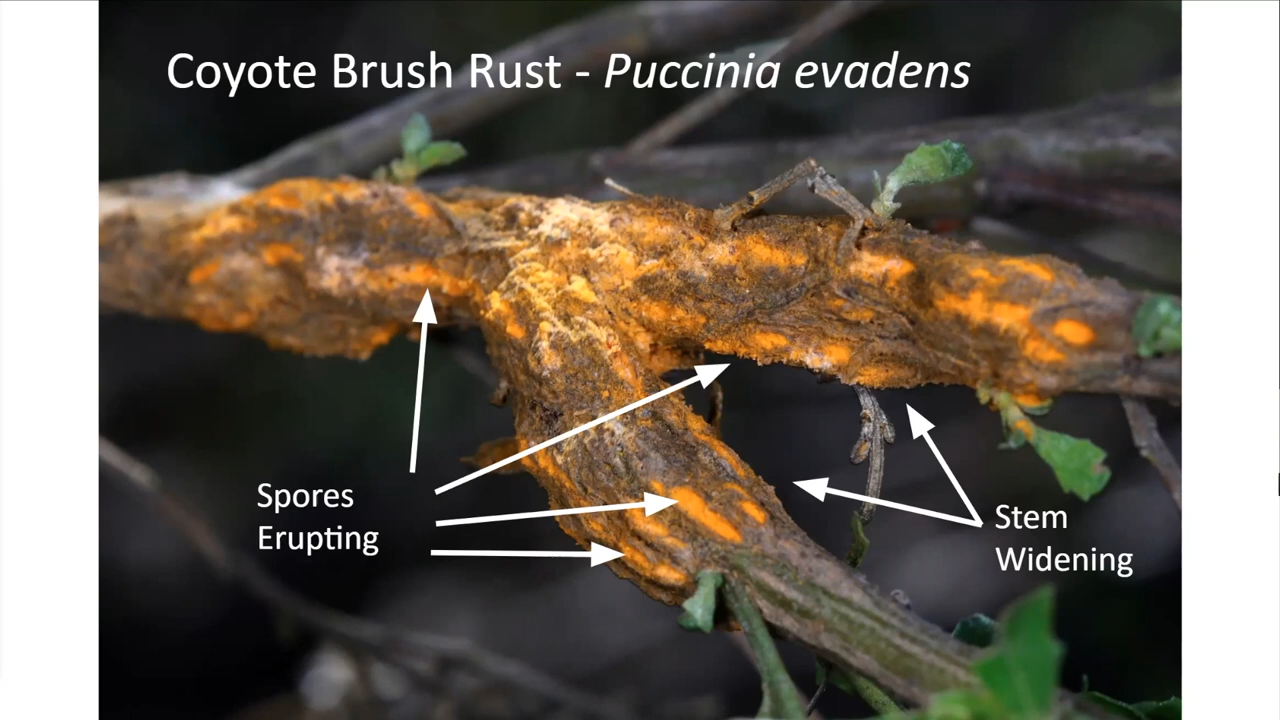 Coyote Brush Rust - Puccinia evadens
Spores
Erupting
Stem
Widening